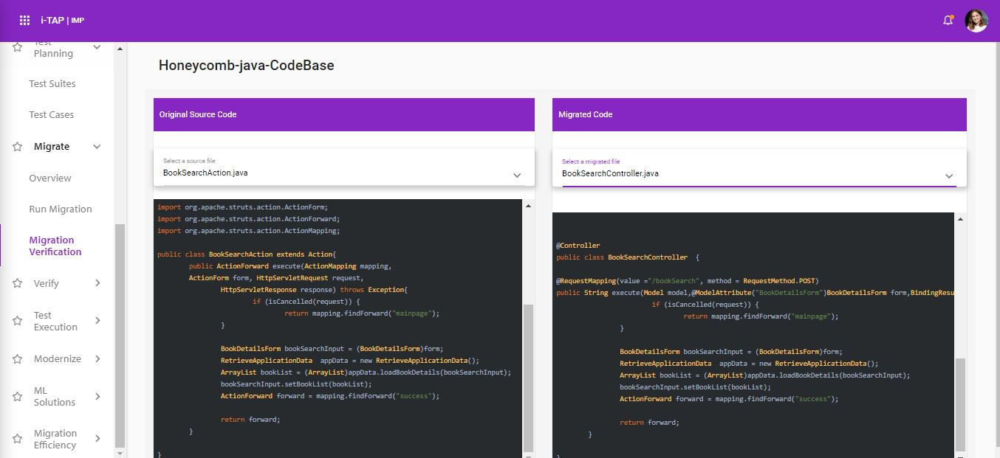 i-TAP | IMP
Test
Planning
Test Suites
Test Cases
Migrate
Overview
Run Migration
Migration
Verification
Verify
Test
Execution
Modernize
ML
Solutions
Migration
Efficiency
Honeycomb-java-CodeBase
Original Source Code
Select a source file
BookSearchAction.java
import org.apache.struts.action.ActionForm;
import org.apache.struts.action.ActionForward;
import org.apache.struts.action.ActionMapping;
public class BookSearchAction extends Action{
public ActionForward execute(ActionMapping mapping,
ActionForm form, HttpServletRequest request,
HttpServletResponse response) throws Exception{
if (isCancelled(request)) {
return mapping.findForward("mainpage");
}
BookDetailsForm bookSearchInput = (BookDetailsForm)form;
RetrieveApplicationData  appData = new RetrieveApplicationData();
ArrayList bookList = (ArrayList)appData.loadBookDetails(bookSearchInput);
bookSearchInput.setBookList(bookList);
ActionForward forward = mapping.findForward("success");
return forward;
}
}
Migrated Code
Select a migrated file
BookSearchController.java
@Controller
public class BookSearchController  {
@RequestMapping(value ="/bookSearch", method = RequestMethod.POST)
public String execute(Model model,@ModelAttribute("BookDetailsForm")BookDetailsForm form,BindingResu
if (isCancelled(request)) {
return mapping.findForward("mainpage");
}
BookDetailsForm bookSearchInput = (BookDetailsForm)form;
RetrieveApplicationData  appData = new RetrieveApplicationData();
ArrayList bookList = (ArrayList)appData.loadBookDetails(bookSearchInput);
bookSearchInput.setBookList(bookList);
ActionForward forward = mapping.findForward("success");
return forward;
}
}